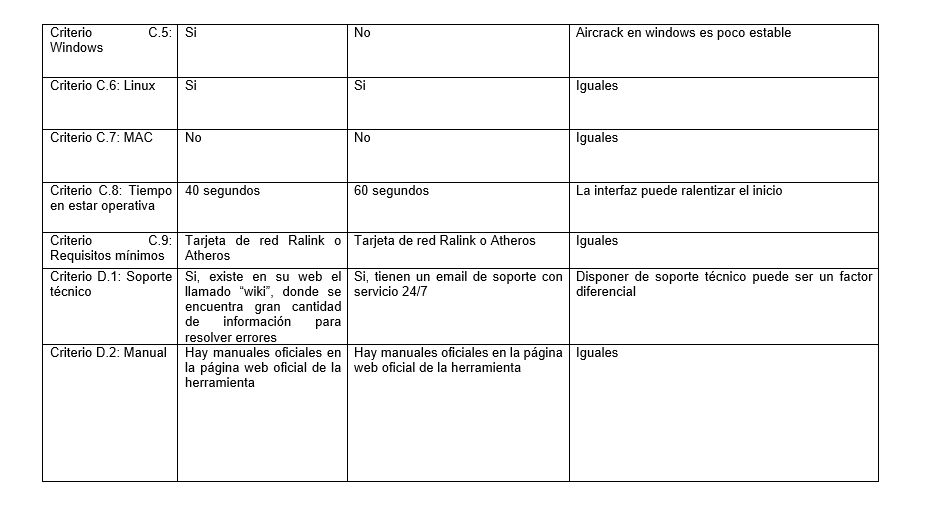 Criterio C.5: Si No Aircrack en windows es poco estable
Windows
Criterio C.6: Linux Si Si Iguales
Criterio C.7: MAC No No Iguales
Criterio C.8: Tiempo 40 segundos 60 segundos La interfaz puede ralentizar el inicio
en estar operativa
Criterio C.9: Tarjeta de red Ralink o Tarjeta de red Ralink o Atheros Iguales
Requisitos mínimos Atheros
Criterio D.1: Soporte Si, existe en su web el Si, tienen un email de soporte con Disponer de soporte técnico puede ser un factor
técnico llamado “wiki”, donde se servicio 24/7 diferencial
encuentra gran cantidad
de información para
resolver errores
Criterio D.2: Manual Hay manuales oficiales en Hay manuales oficiales en la página Iguales
la página web oficial de la web oficial de la herramienta
herramienta